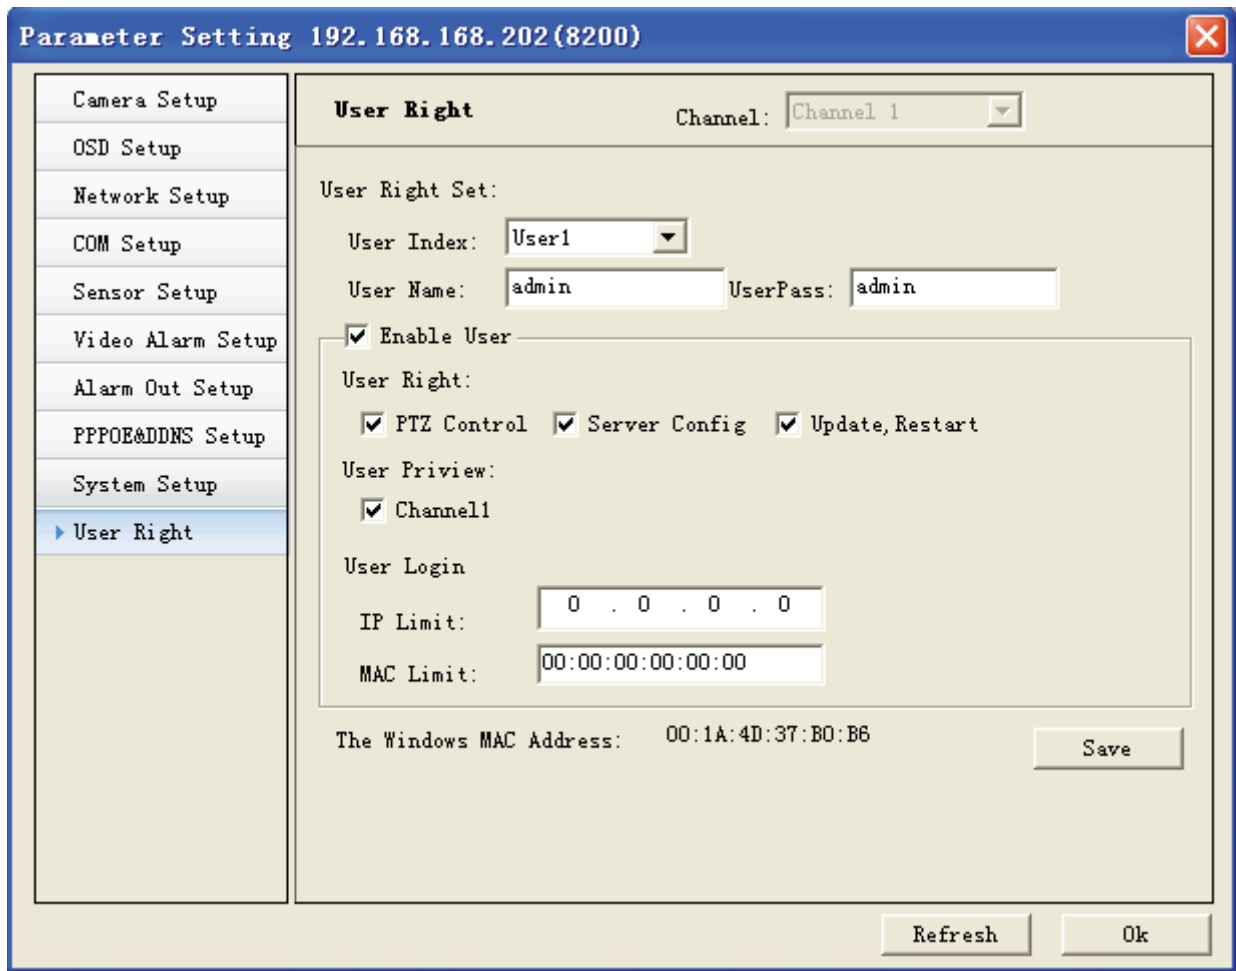 Parameter Setting 192.168.168.202(8200)
Camera Setup
OSD Setup
Network Setup
COM Setup
Sensor Setup
Video Alarm Setup
Alarm Out Setup
PPPOE&DDNS Setup
System Setup
User Right
User Right
Channel: Channel 1
User Right Set:
User Index: User1
User Name: admin UserPass: admin
Enable User
User Right:
PTZ Control Server Config Update,Restart
User Priview:
Channel1
User Login
IP Limit: 0 . 0 . 0 . 0
MAC Limit: 00:00:00:00:00:00
The Windows MAC Address: 00:1A:4D:37:B0:B6
Save
Refresh Ok